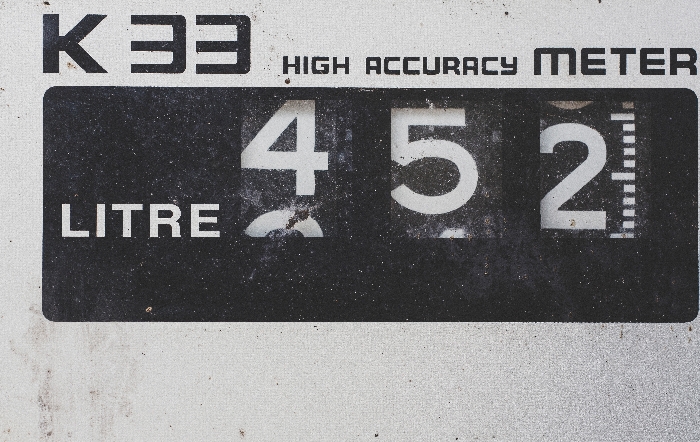 K 33 HIGH ACCURACY METER
LITRE 4 5 2